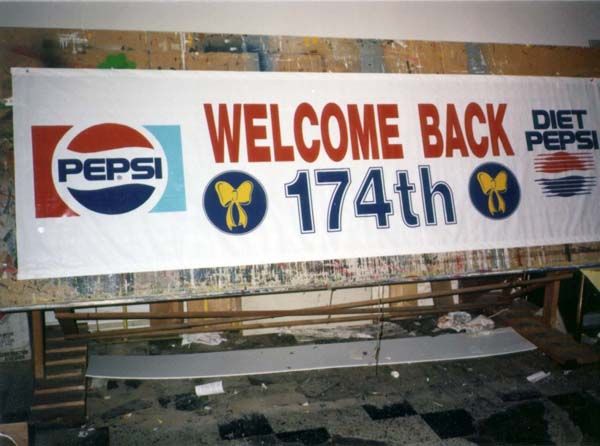 PEPSI
WELCOME BACK
174th
DIET
PEPSI